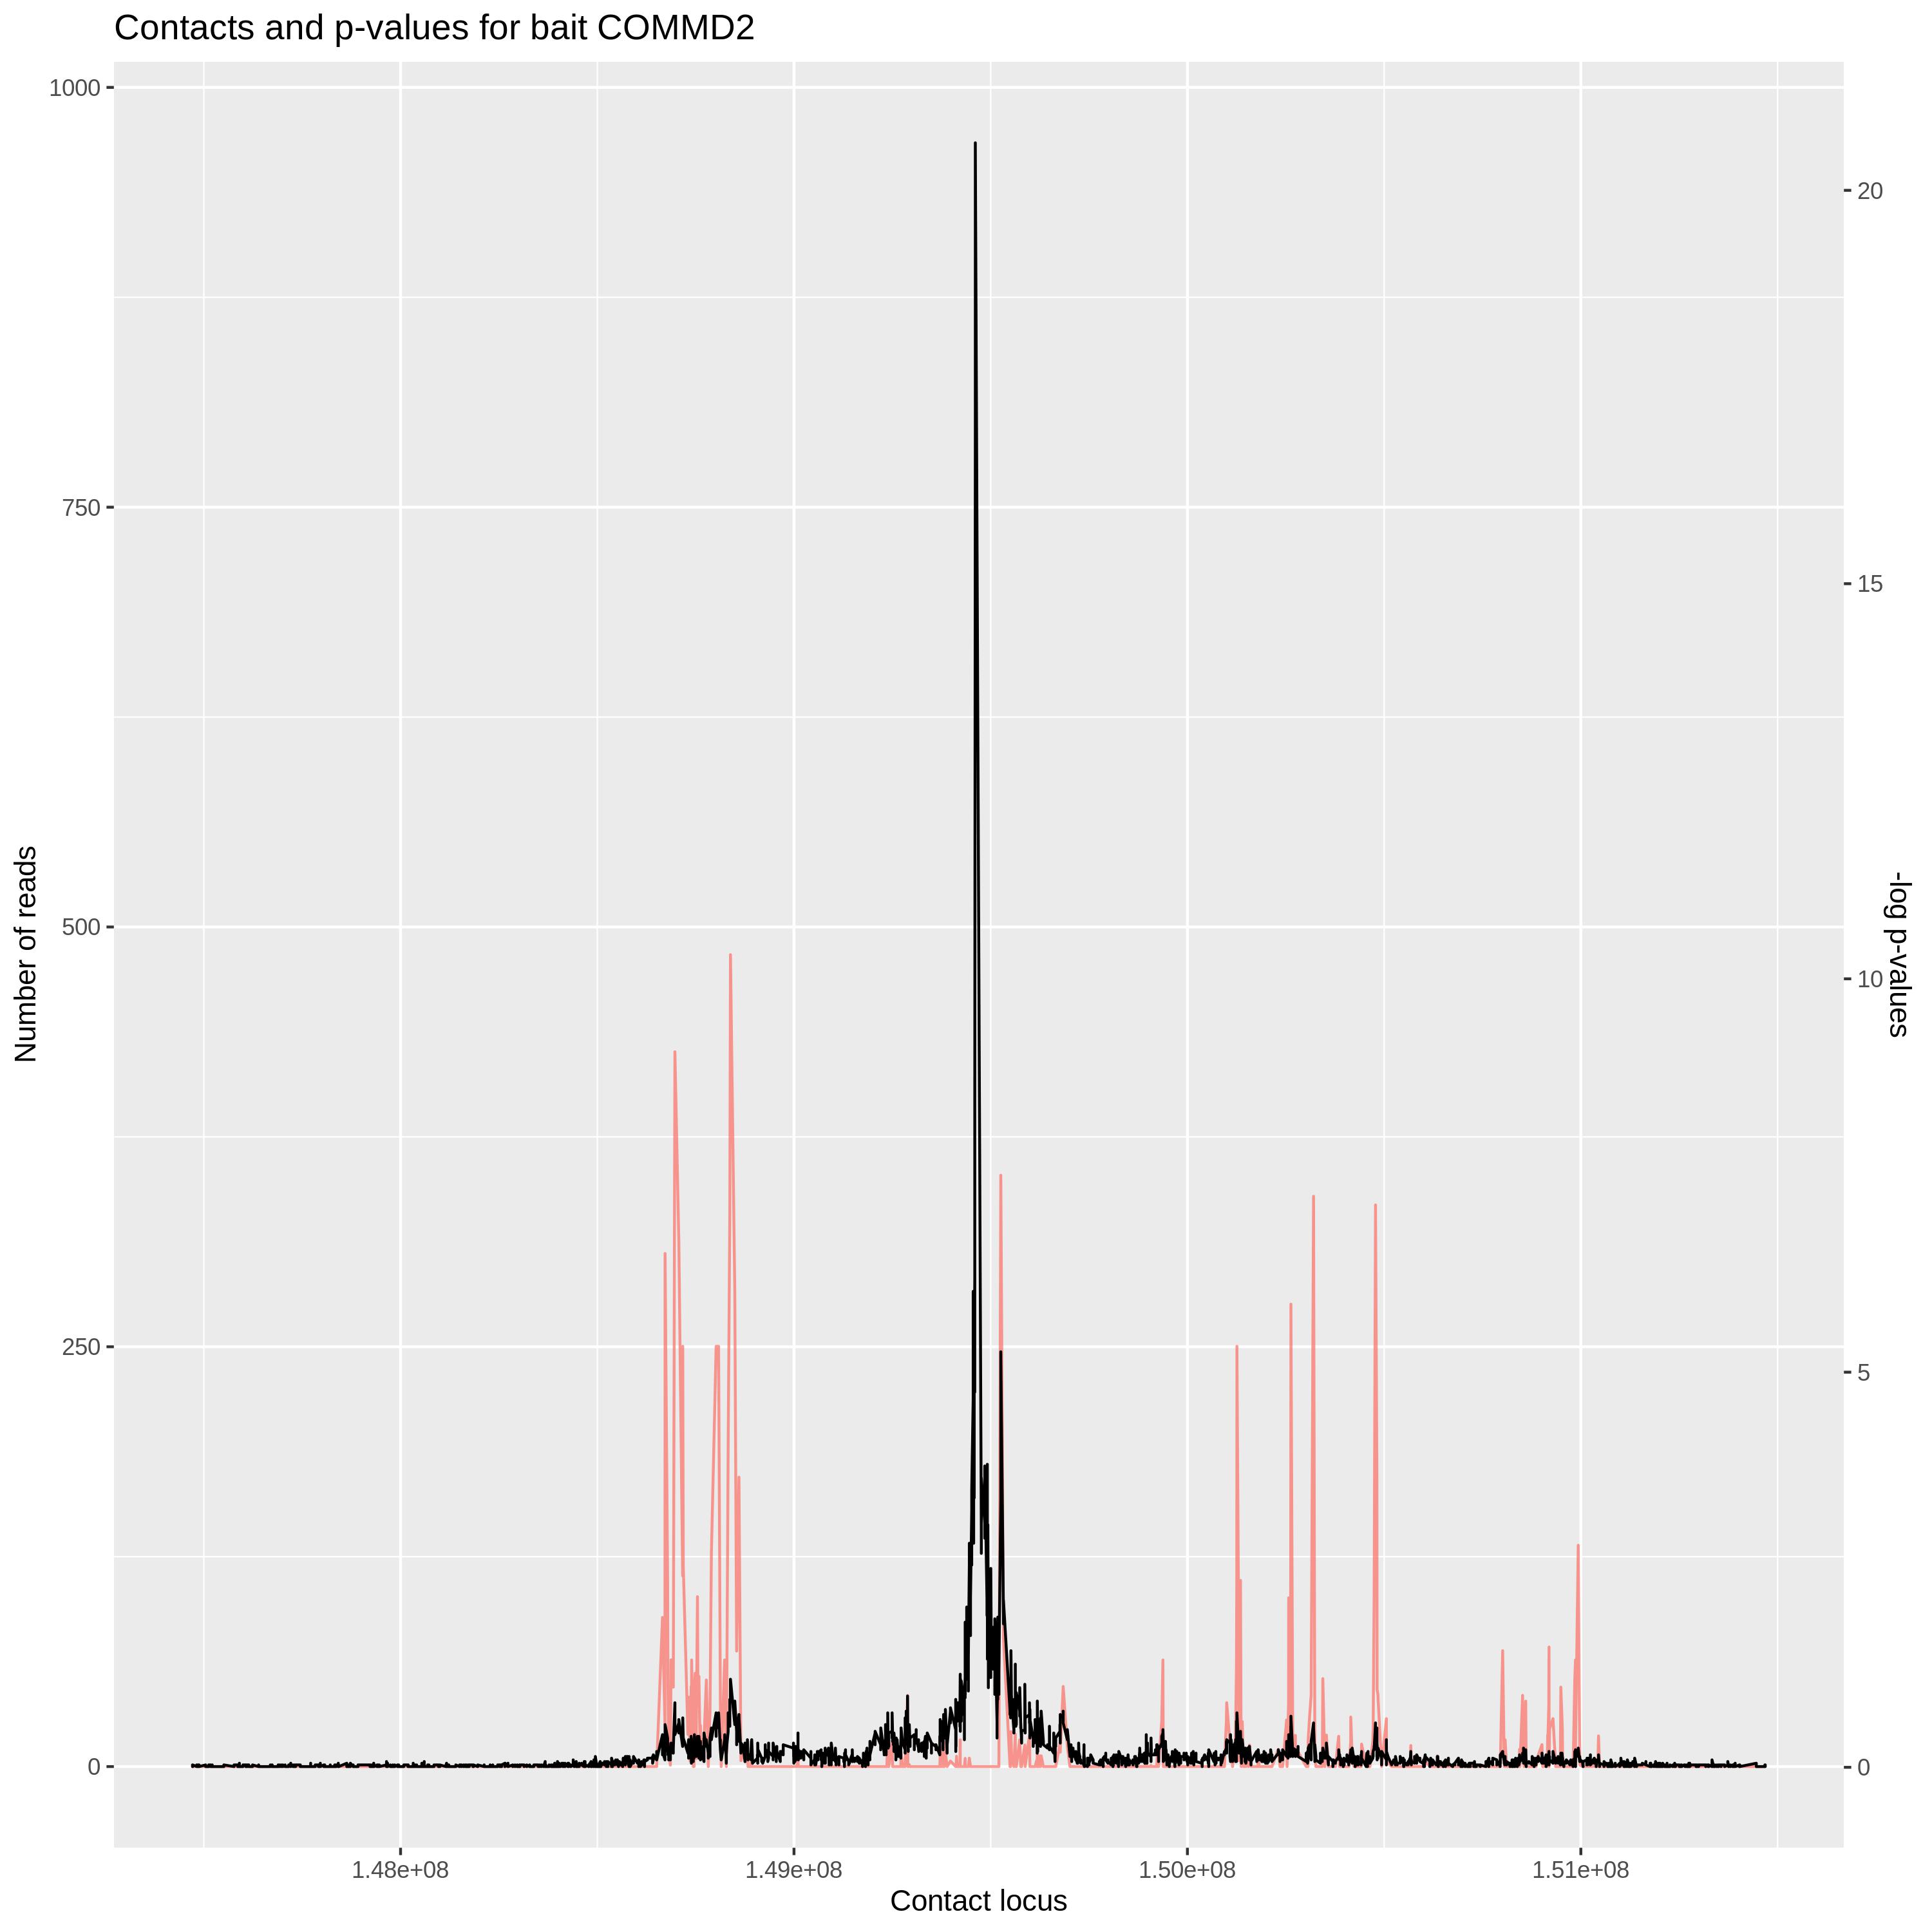 Contacts and p-values for bait COMMD2
1000
750
500
250
0
Number of reads
20
15
10
5
0
-log p-values
1.48e+08
1.49e+08
1.50e+08
1.51e+08
Contact locus